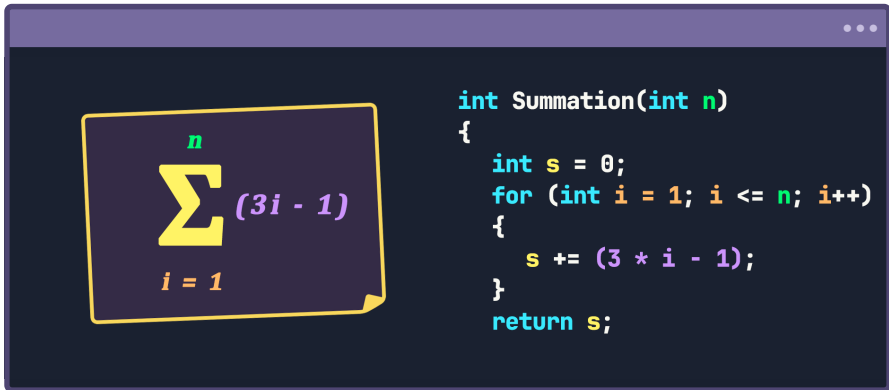 n
Σ (3i - 1)
i = 1
int Summation(int n)
{
int s = 0;
for (int i = 1; i <= n; i++)
{
s += (3 * i - 1);
}
return s;